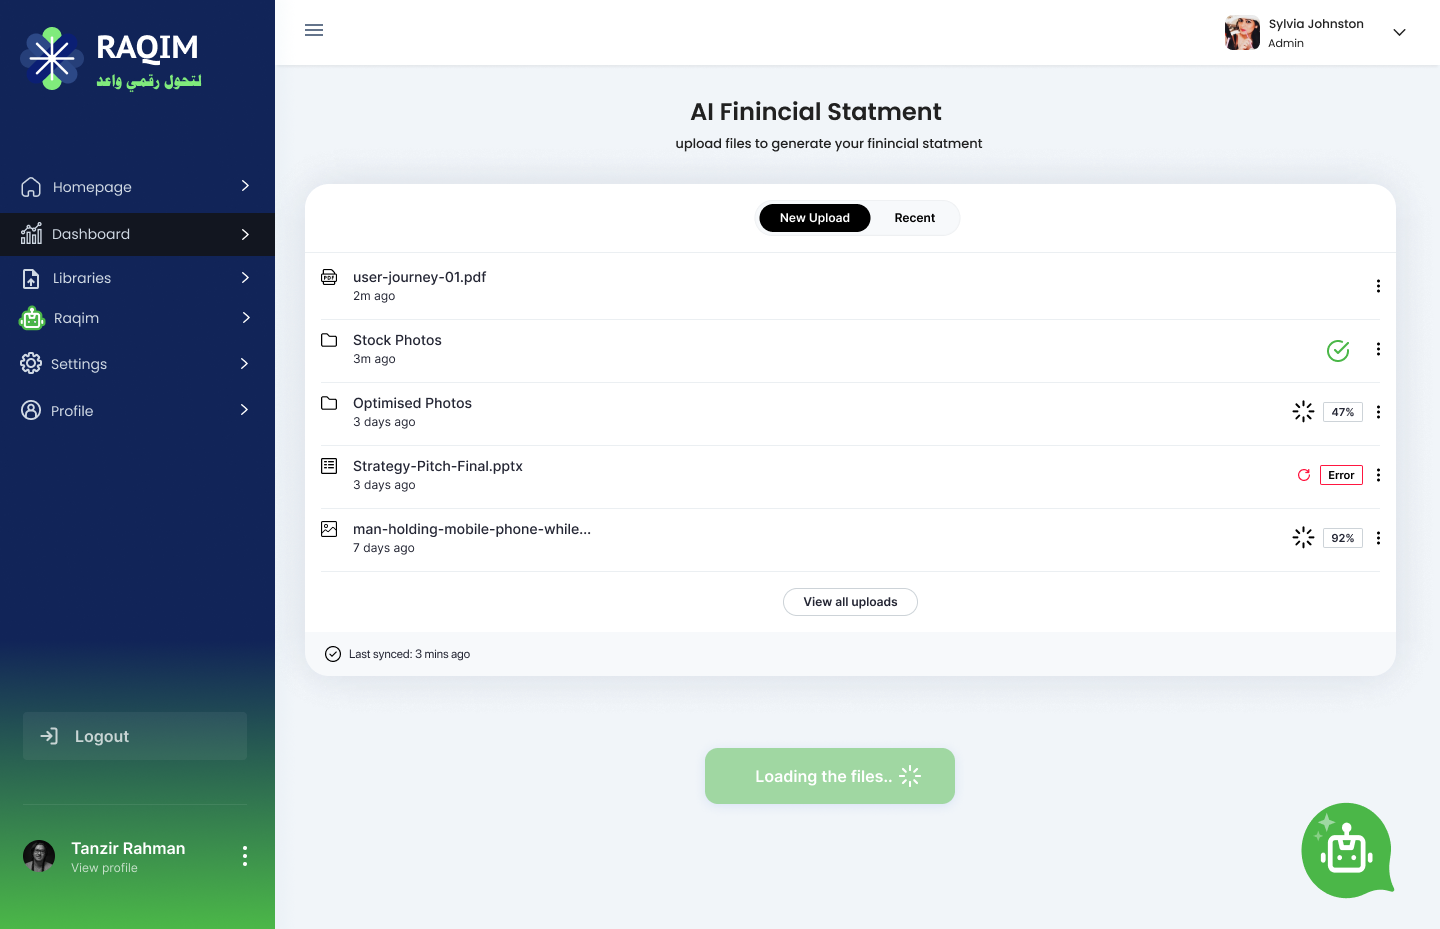 RAQIM
لتحول رقمي واعد
Homepage
Dashboard
Libraries
Raqim
Settings
Profile
Logout
Tanzir Rahman
View profile
Sylvia Johnston
Admin
AI Finincial Statment
upload files to generate your finincial statment
New Upload
Recent
PDF
user-journey-01.pdf
2m ago
Stock Photos
3m ago
Optimised Photos
3 days ago
47%
Strategy-Pitch-Final.pptx
3 days ago
Error
man-holding-mobile-phone-while...
7 days ago
92%
View all uploads
Last synced: 3 mins ago
Loading the files..